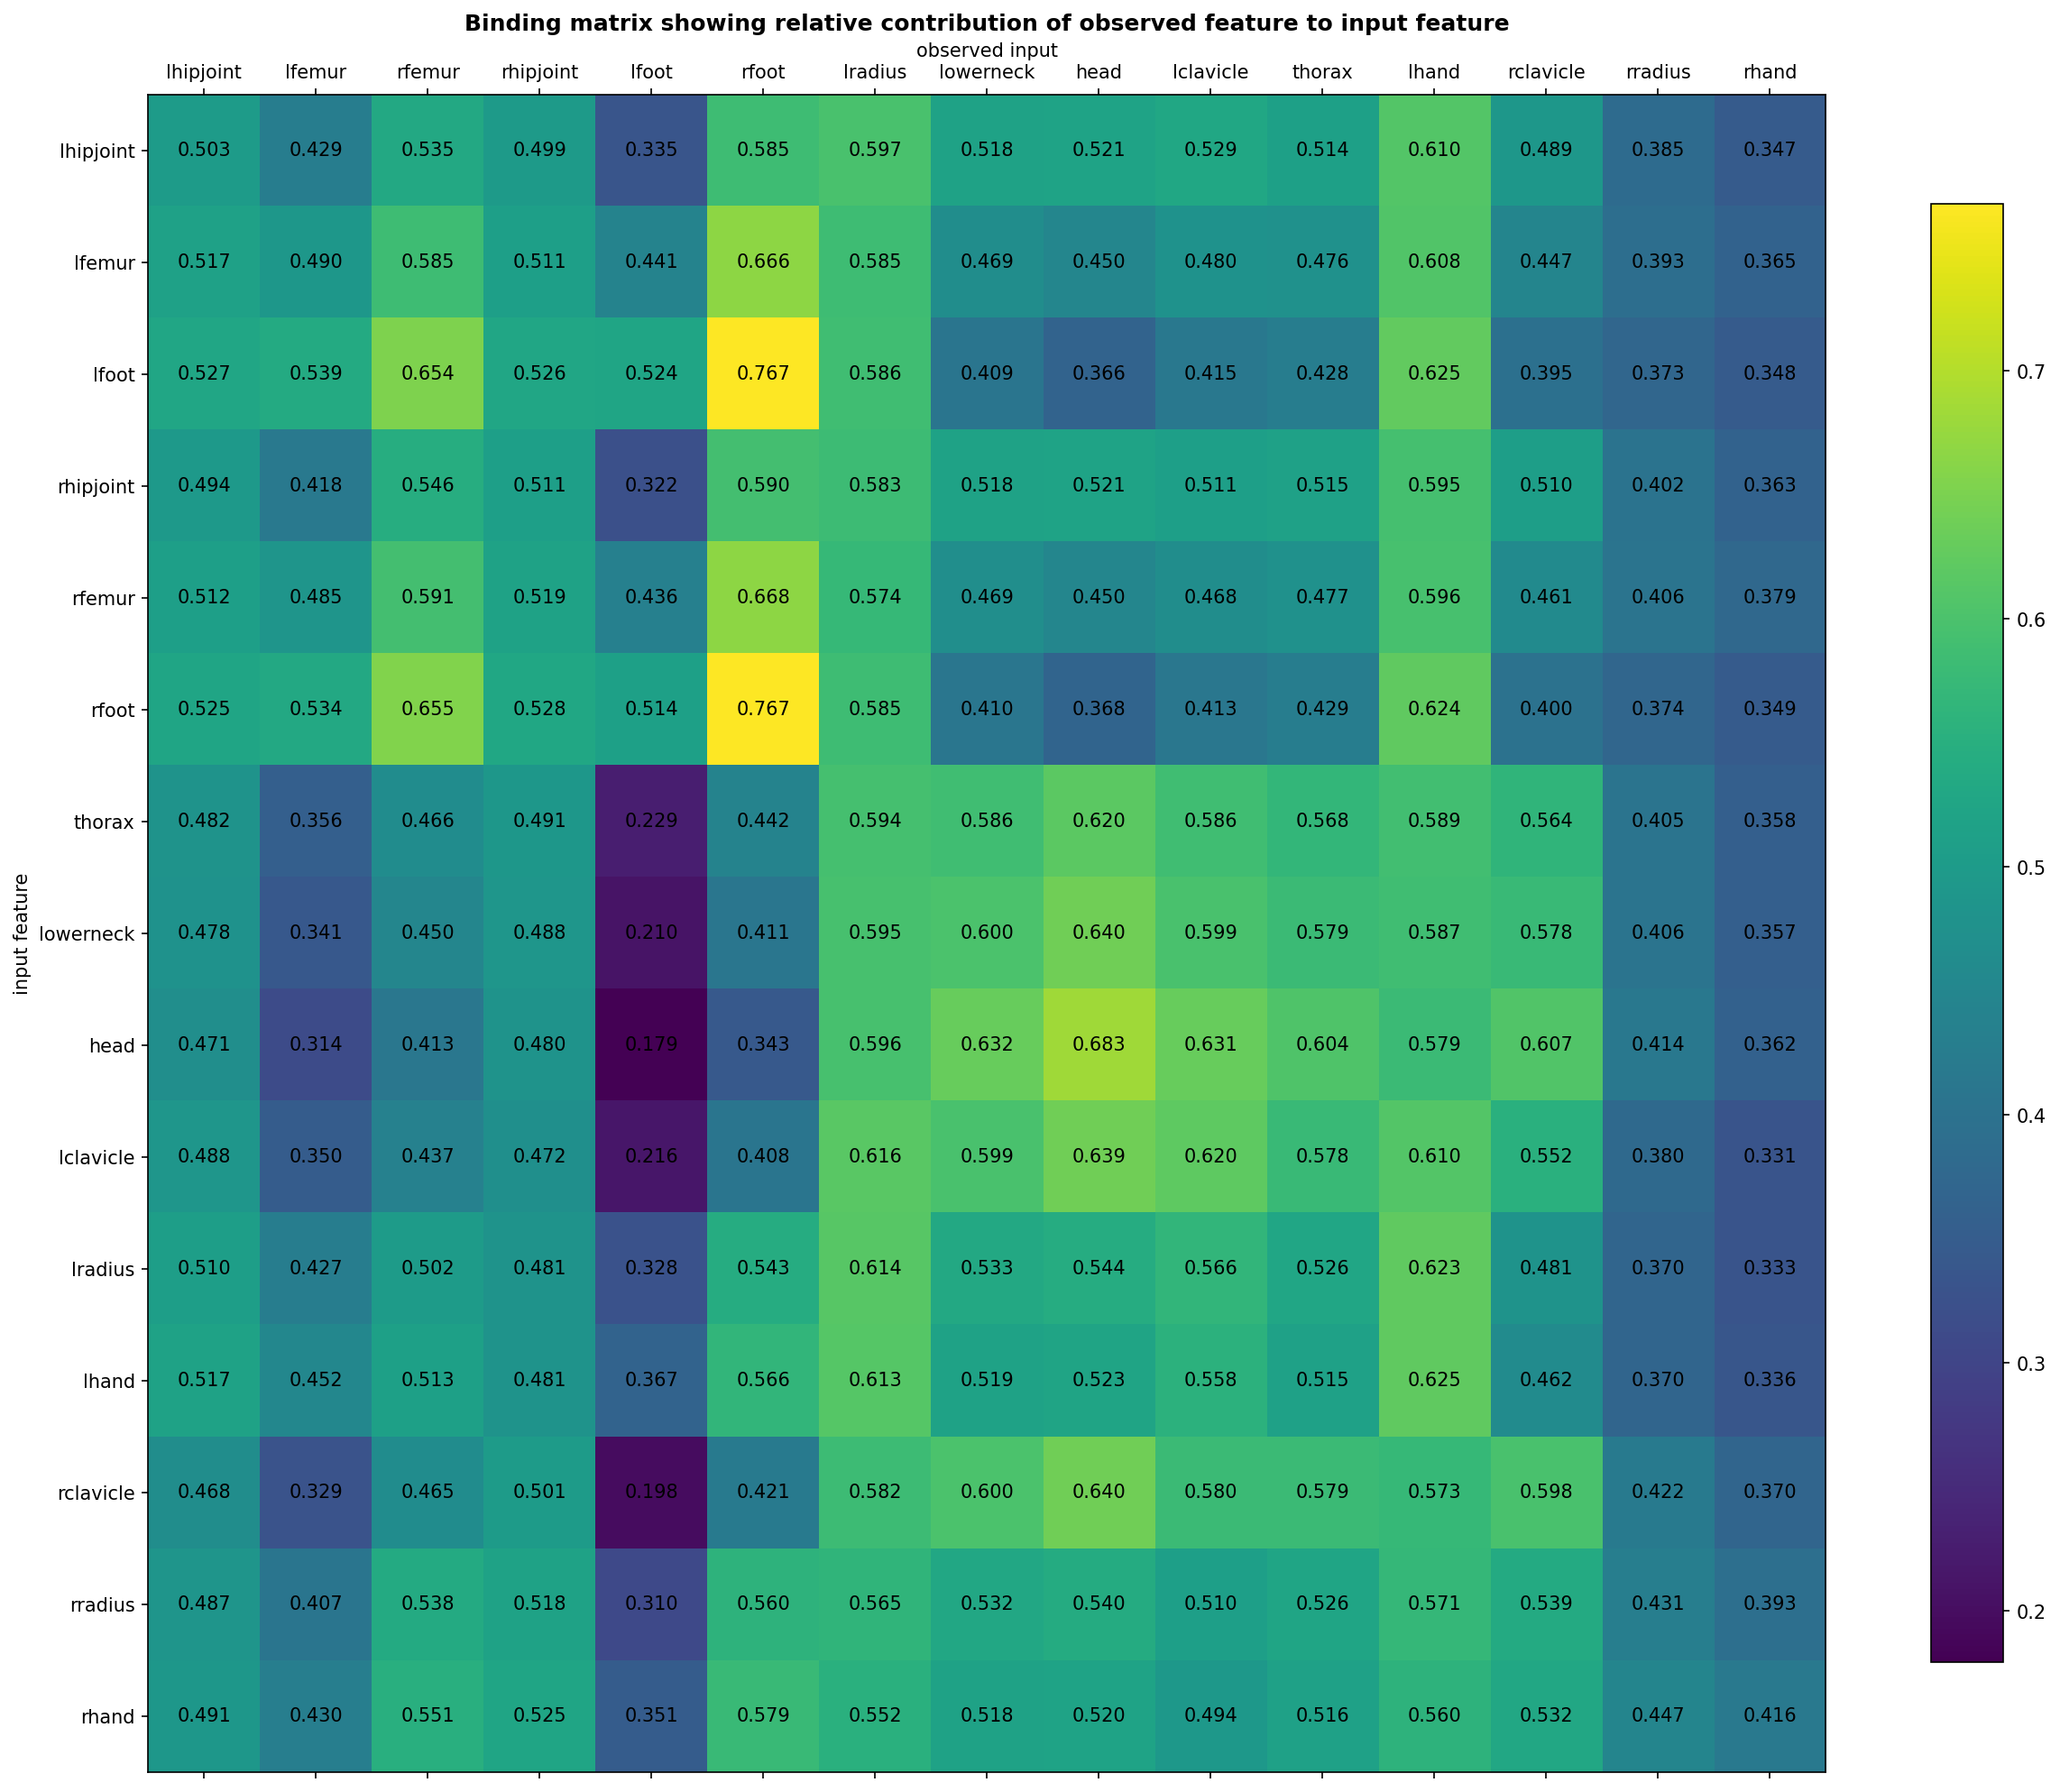 Binding matrix showing relative contribution of observed feature to input feature
observed input
lhipjoint lfemur rfemur rhipjoint lfoot rfoot lradius lowerneck head lclavicle thorax lhand rclavicle rradius rhand
lhipjoint 0.503 0.429 0.535 0.499 0.335 0.585 0.597 0.518 0.521 0.529 0.514 0.610 0.489 0.385 0.347
lfemur 0.517 0.490 0.585 0.511 0.441 0.666 0.585 0.469 0.450 0.480 0.476 0.608 0.447 0.393 0.365
lfoot 0.527 0.539 0.654 0.526 0.524 0.767 0.586 0.409 0.366 0.415 0.428 0.625 0.395 0.373 0.348
rhipjoint 0.494 0.418 0.546 0.511 0.322 0.590 0.583 0.518 0.521 0.511 0.515 0.595 0.510 0.402 0.363
rfemur 0.512 0.485 0.591 0.519 0.436 0.668 0.574 0.469 0.450 0.468 0.477 0.596 0.461 0.406 0.379
rfoot 0.525 0.534 0.655 0.528 0.514 0.767 0.585 0.410 0.368 0.413 0.429 0.624 0.400 0.374 0.349
thorax 0.482 0.356 0.466 0.491 0.229 0.442 0.594 0.586 0.620 0.586 0.568 0.589 0.564 0.405 0.358
lowerneck 0.478 0.341 0.450 0.488 0.210 0.411 0.595 0.600 0.640 0.599 0.579 0.587 0.578 0.406 0.357
head 0.471 0.314 0.413 0.480 0.179 0.343 0.596 0.632 0.683 0.631 0.604 0.579 0.607 0.414 0.362
lclavicle 0.488 0.350 0.437 0.472 0.216 0.408 0.616 0.599 0.639 0.620 0.578 0.610 0.552 0.380 0.331
lradius 0.510 0.427 0.502 0.481 0.328 0.543 0.614 0.533 0.544 0.566 0.526 0.623 0.481 0.370 0.333
lhand 0.517 0.452 0.513 0.481 0.367 0.566 0.613 0.519 0.523 0.558 0.515 0.625 0.462 0.370 0.336
rclavicle 0.468 0.329 0.465 0.501 0.198 0.421 0.582 0.600 0.640 0.580 0.579 0.573 0.598 0.422 0.370
rradius 0.487 0.407 0.538 0.518 0.310 0.560 0.565 0.532 0.540 0.510 0.526 0.571 0.539 0.431 0.393
rhand 0.491 0.430 0.551 0.525 0.351 0.579 0.552 0.518 0.520 0.494 0.516 0.560 0.532 0.447 0.416
input feature
0.7
0.6
0.5
0.4
0.3
0.2